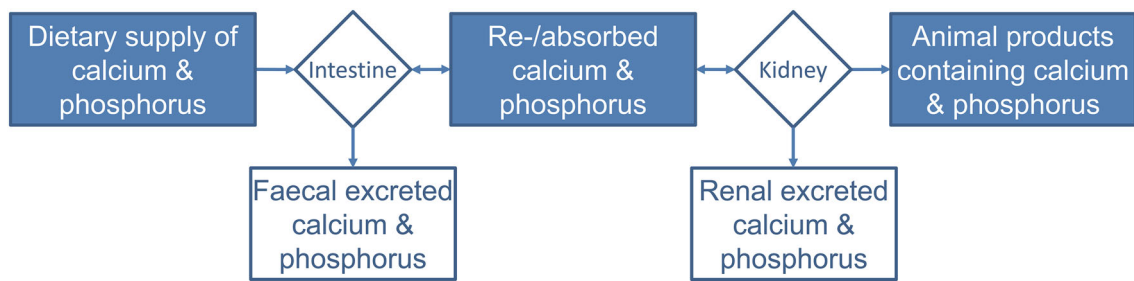 Dietary supply of
calcium &
phosphorus
Intestine
Re-/absorbed
calcium &
phosphorus
Kidney
Animal products
containing calcium
& phosphorus
Faecal excreted
calcium &
phosphorus
Renal excreted
calcium &
phosphorus